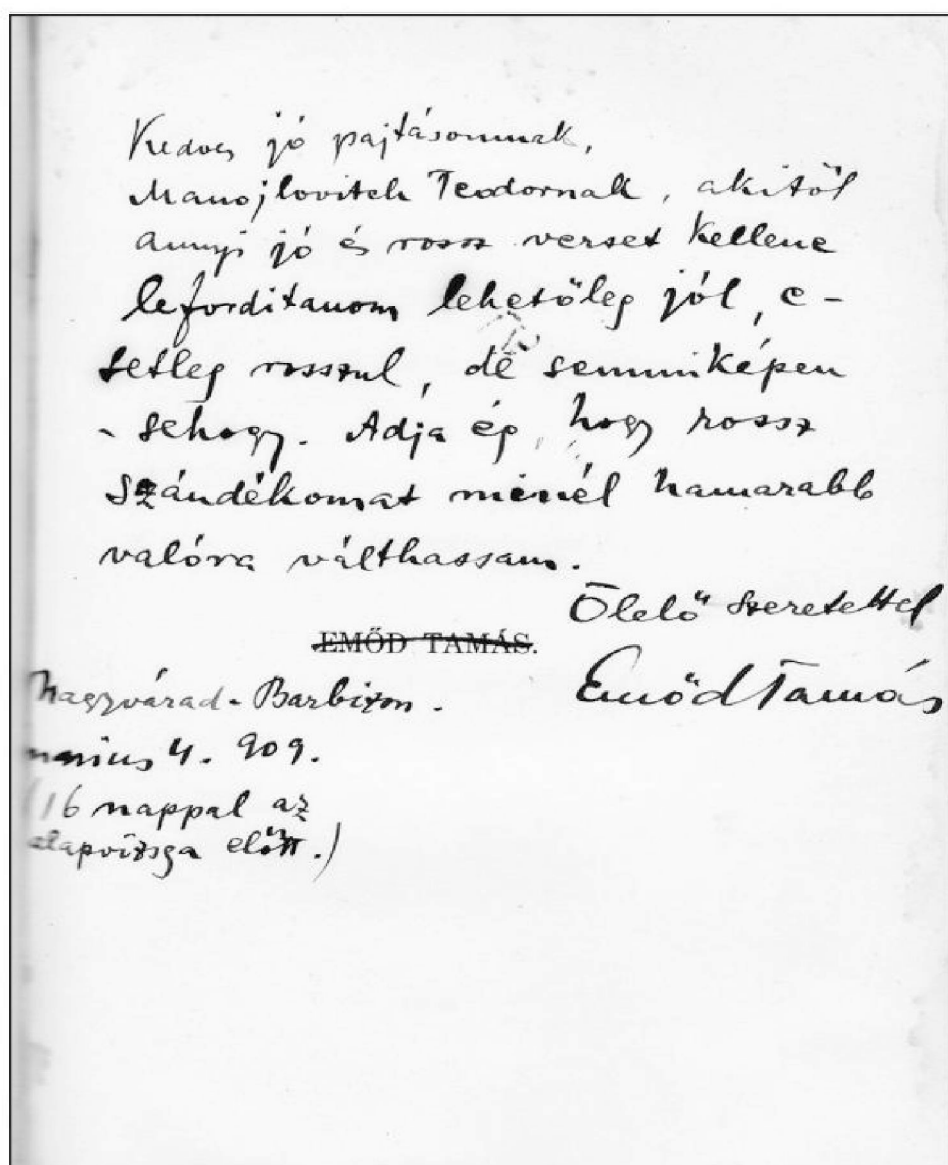 Kedves jó pajtásomnak,
Manojlovitch Teodornak, akitől
annyi jó és rossz verset kellene
leforditanom lehetőleg jól, e-
setleg rosszul, de semmiképen
- sehogy. Adja ég, hogy rossz
szándékomat minél hamarabb
valóra válthassam.
Ölelő szeretettel
EMŐD TAMÁS.
Emőd Tamás
Nagyvárad-Barbizon.
4. 909.
(16 nappal az
alapvizsga előtt.)